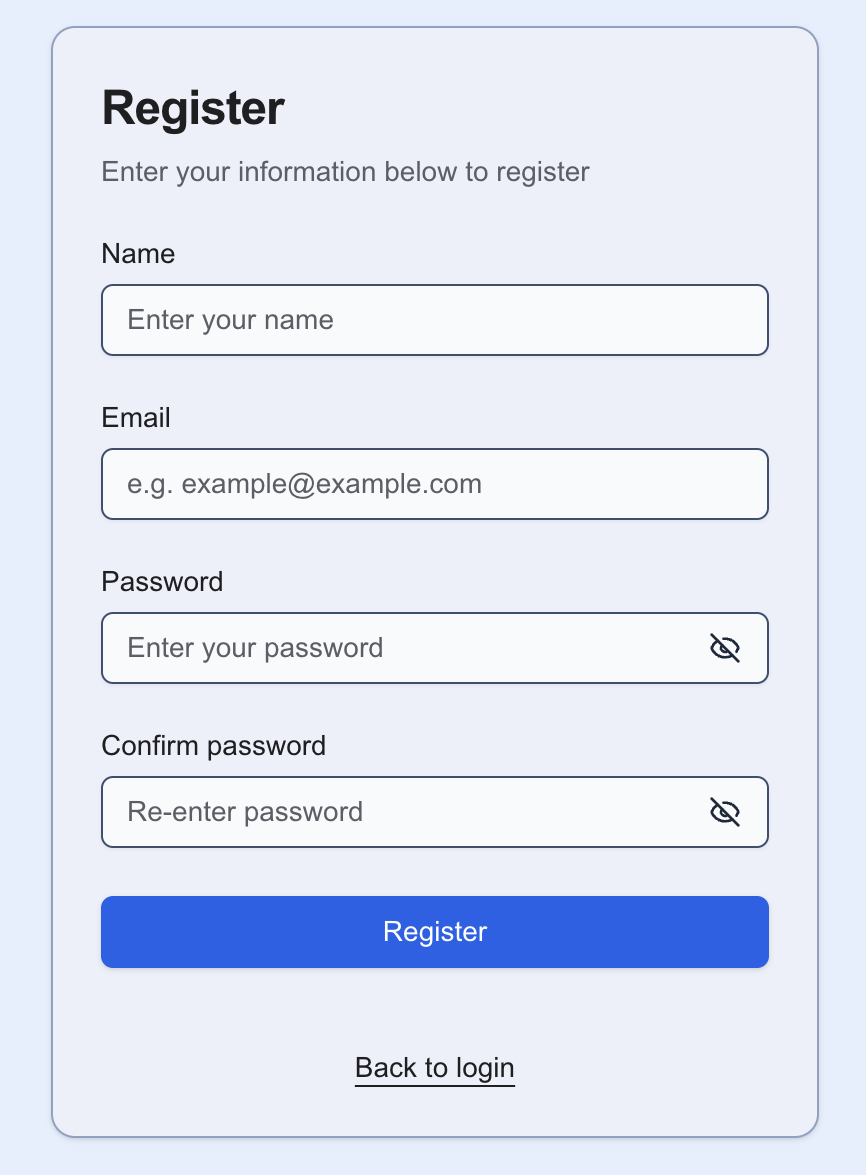 Register
Enter your information below to register
Name
Enter your name
Email
e.g. example@example.com
Password
Enter your password
Confirm password
Re-enter password
Register
Back to login